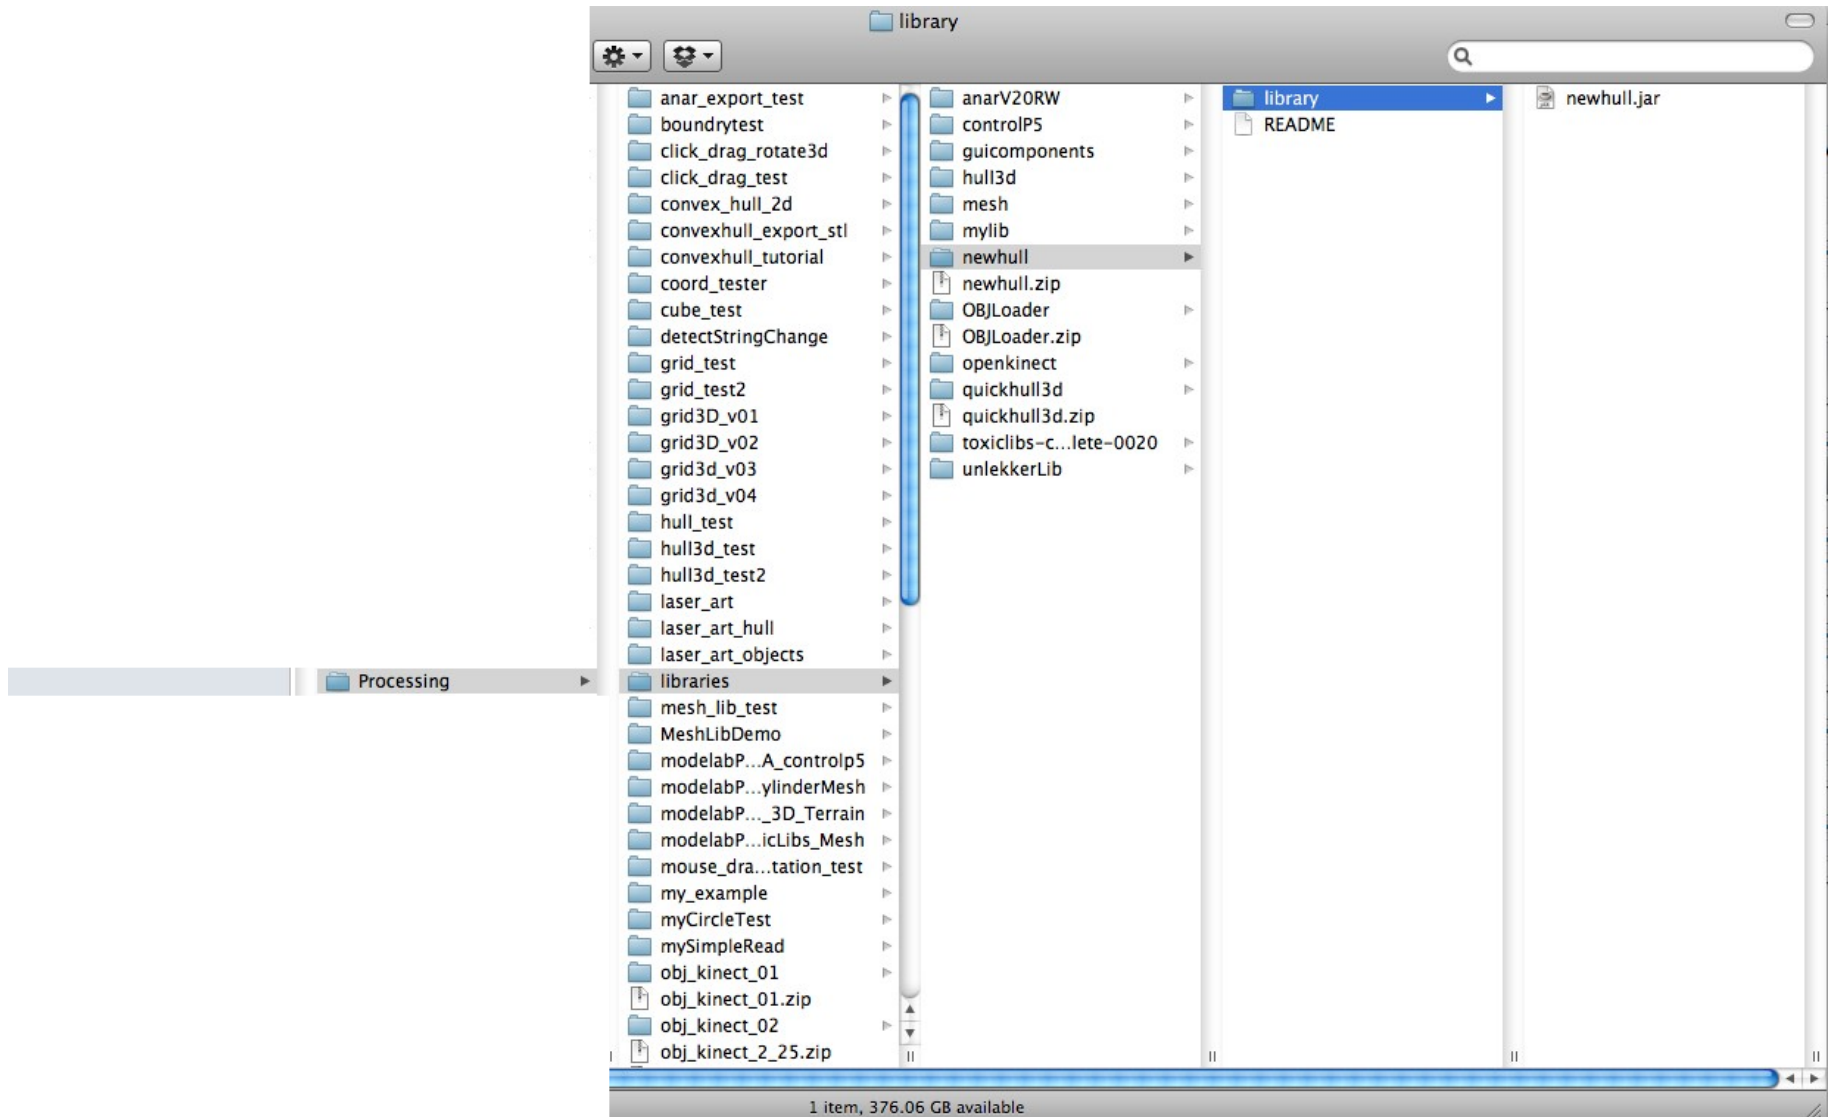 library
Processing
anar_export_test
boundrytest
click_drag_rotate3d
click_drag_test
convex_hull_2d
convexhull_export_stl
convexhull_tutorial
coord_tester
cube_test
detectStringChange
grid_test
grid_test2
grid3D_v01
grid3D_v02
grid3d_v03
grid3d_v04
hull_test
hull3d_test
hull3d_test2
laser_art
laser_art_hull
laser_art_objects
libraries
mesh_lib_test
MeshLibDemo
modelabP...A_controlp5
modelabP...ylinderMesh
modelabP..._3D_Terrain
modelabP...icLibs_Mesh
mouse_dra...tation_test
my_example
myCircleTest
mySimpleRead
obj_kinect_01
obj_kinect_01.zip
obj_kinect_02
obj_kinect_2_25.zip
anarV20RW
controlP5
guicomponents
hull3d
mesh
mylib
newhull
newhull.zip
OBJLoader
OBJLoader.zip
openkinect
quickhull3d
quickhull3d.zip
toxiclibs-c...lete-0020
unlekkerLib
library
README
newhull.jar
1 item, 376.06 GB available